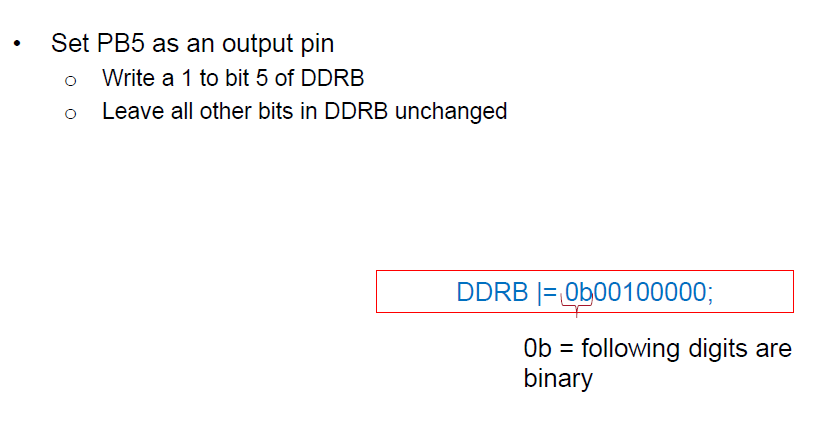 • Set PB5 as an output pin
o Write a 1 to bit 5 of DDRB
o Leave all other bits in DDRB unchanged
DDRB |= 0b00100000;
0b = following digits are
binary